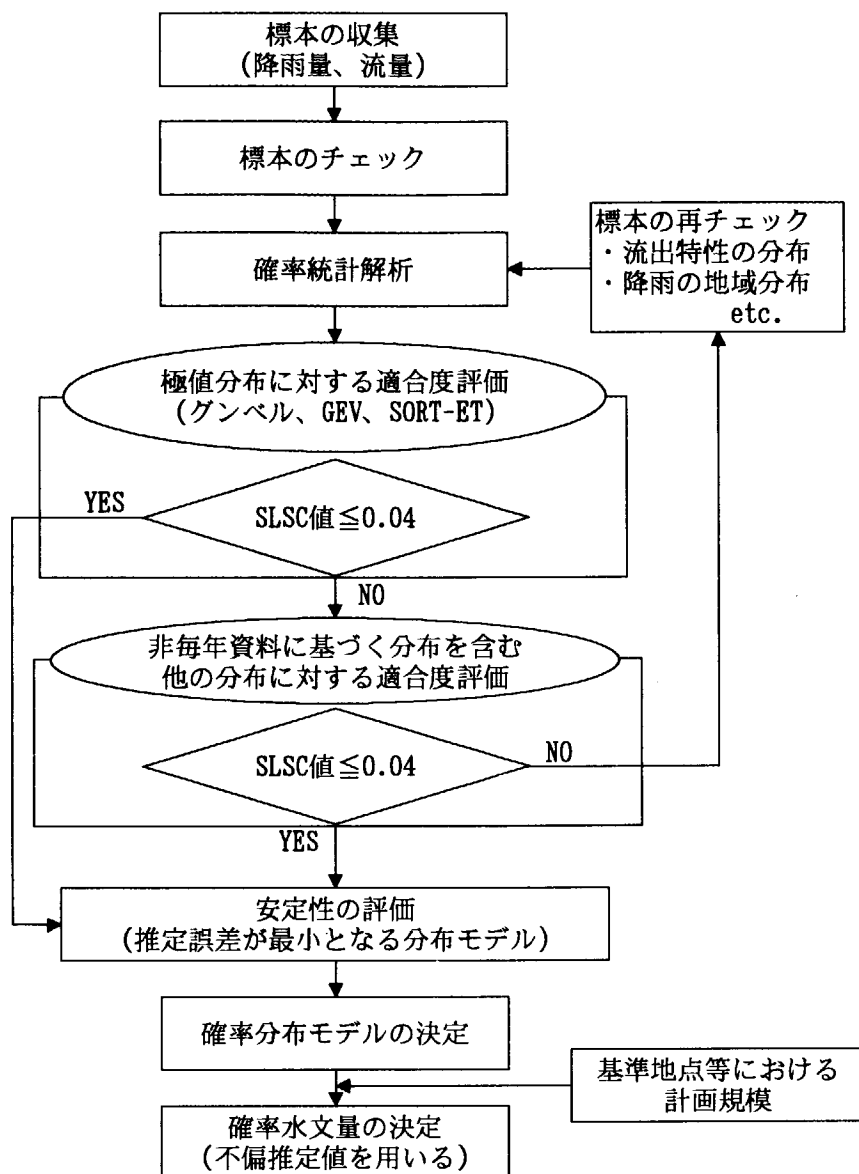 標本の収集
(降雨量、流量)
標本のチェック
標本の再チェック
・流出特性の分布
・降雨の地域分布
etc.
確率統計解析
極値分布に対する適合度評価
(グンベル、GEV、SORT-ET)
YES
SLSC値≦0.04
NO
非毎年資料に基づく分布を含む
他の分布に対する適合度評価
SLSC値≦0.04
NO
YES
安定性の評価
(推定誤差が最小となる分布モデル)
確率分布モデルの決定
基準地点等における
計画規模
確率水文量の決定
(不偏推定値を用いる)